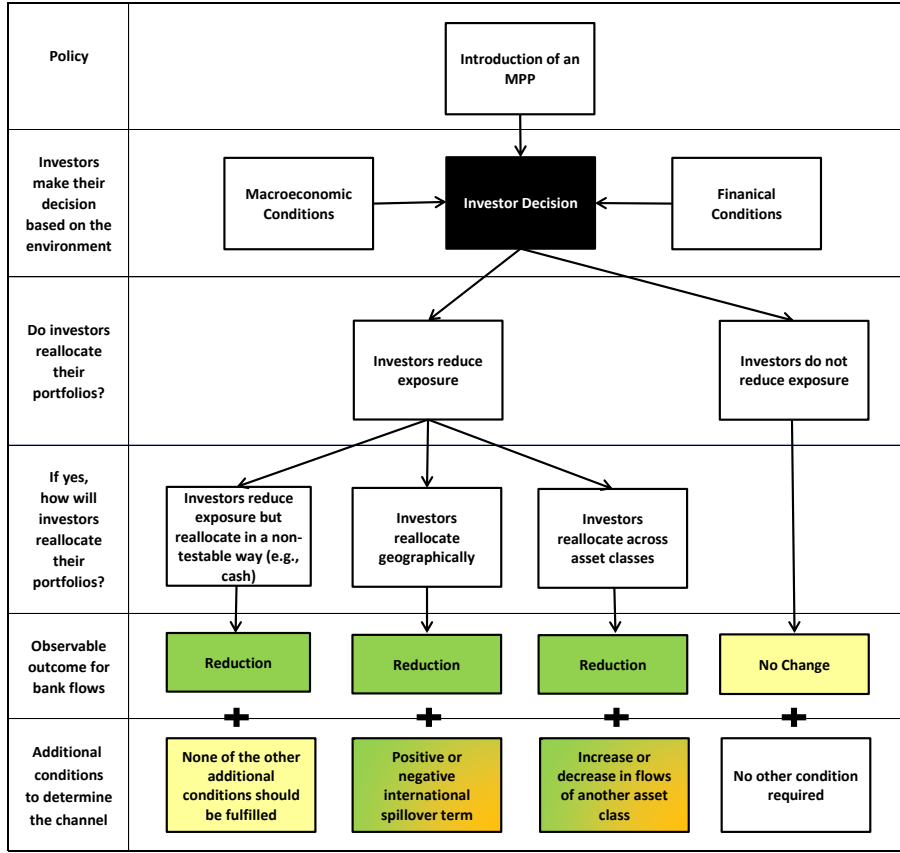 Policy
Introduction of an
MPP
Investors
make their
decision
based on the
environment
Macroeconomic
Conditions
Investor Decision
Finanical
Conditions
Do investors
reallocate
their
portfolios?
Investors reduce
exposure
Investors do not
reduce exposure
If yes,
how will
investors
reallocate
their
portfolios?
Investors reduce
exposure but
reallocate in a non-
testable way (e.g.,
cash)
Investors
reallocate
geographically
Investors
reallocate across
asset classes
Observable
outcome for
bank flows
Reduction
Reduction
Reduction
No Change
Additional
conditions
to determine
the channel
None of the other
additional
conditions should
be fulfilled
Positive or
negative
international
spillover term
Increase or
decrease in flows
of another asset
class
No other condition
required